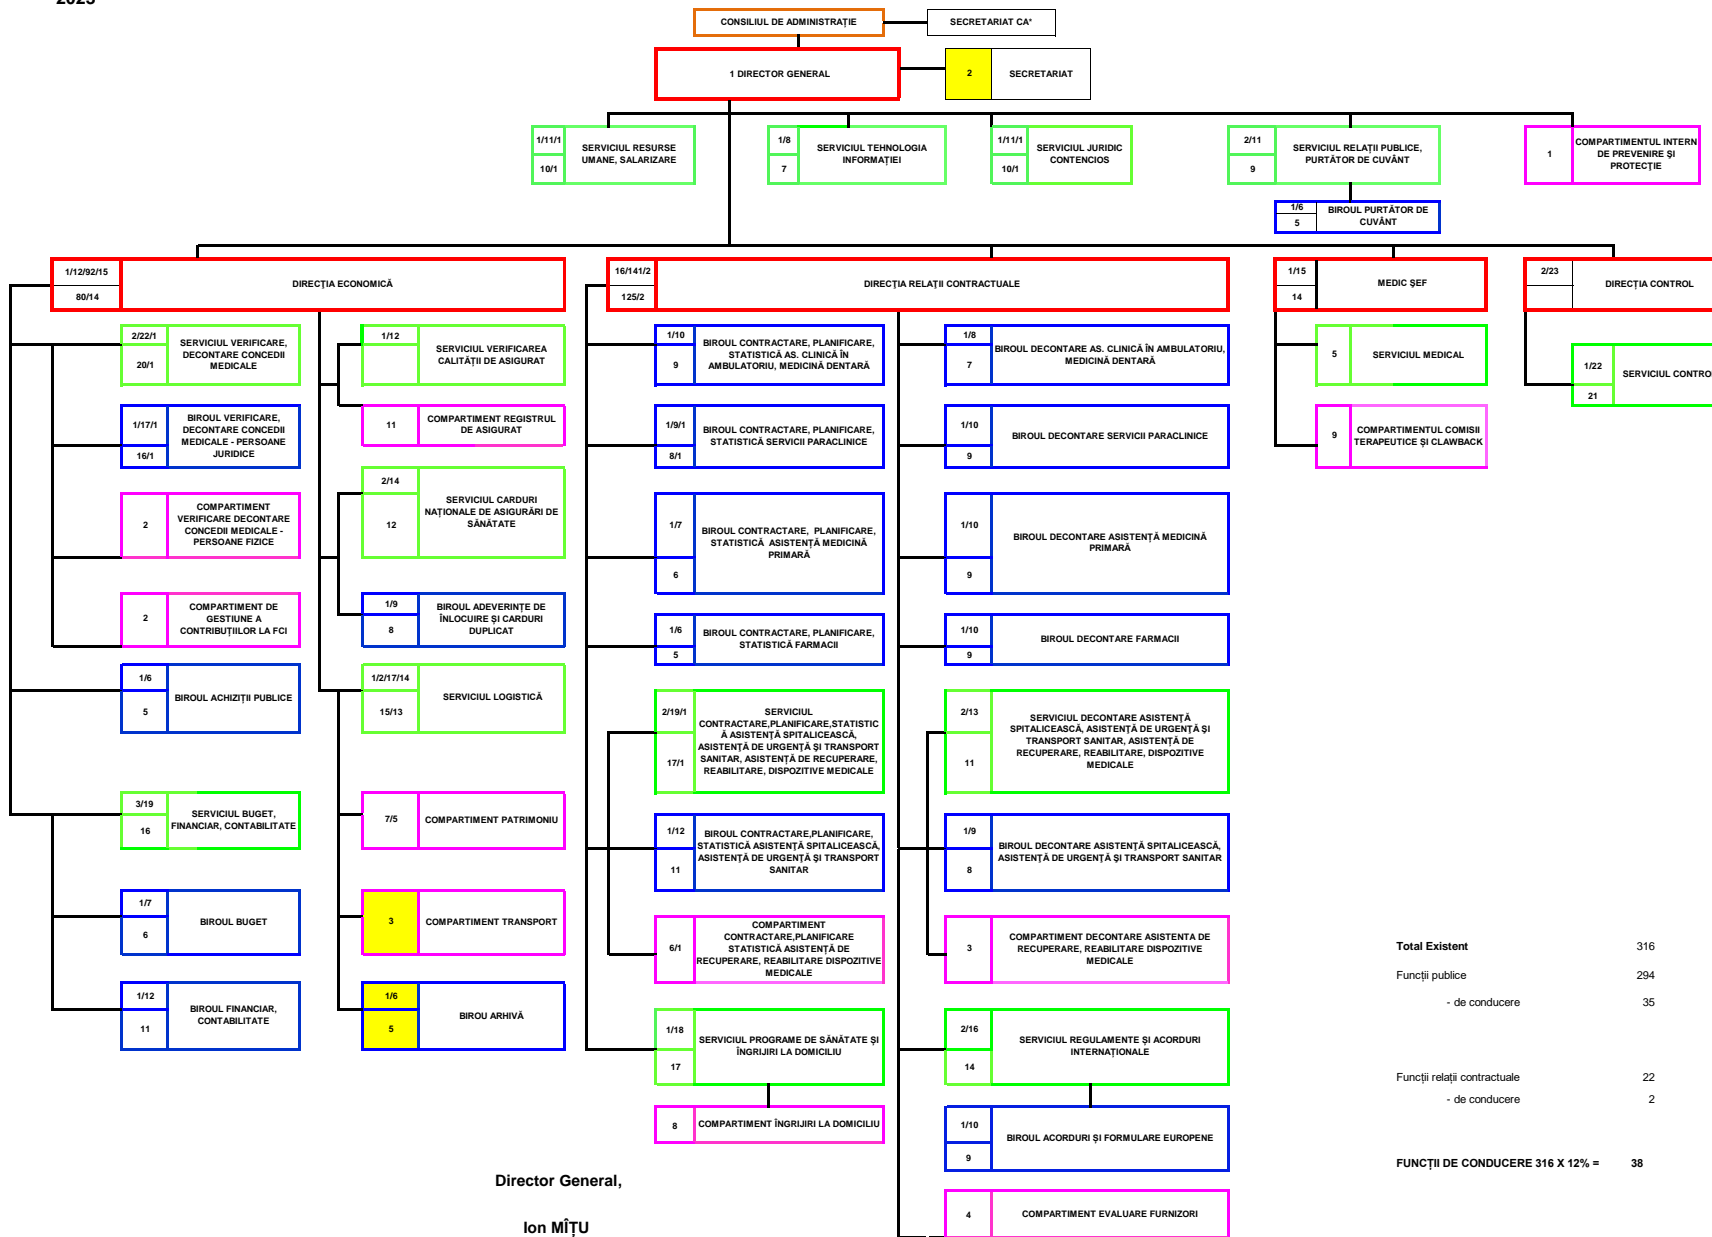 2023
CONSILIUL DE ADMINISTRAȚIE
SECRETARIAT CA*
1 DIRECTOR GENERAL
2
SECRETARIAT
1/11/1
10/1
SERVICIUL RESURSE
UMANE, SALARIZARE
1/8
7
SERVICIUL TEHNOLOGIA
INFORMAȚIEI
1/11/1
10/1
SERVICIUL JURIDIC
CONTENCIOS
2/11
9
SERVICIUL RELAȚII PUBLICE,
PURTĂTOR DE CUVÂNT
1
COMPARTIMENTUL INTERN
DE PREVENIRE ȘI
PROTECȚIE
1/6
5
BIROUL PURTĂTOR DE
CUVÂNT
1/12/92/15
80/14
DIRECȚIA ECONOMICĂ
16/141/2
125/2
DIRECȚIA RELAȚII CONTRACTUALE
1/15
14
MEDIC ȘEF
2/23
DIRECȚIA CONTROL
2/22/1
20/1
SERVICIUL VERIFICARE,
DECONTARE CONCEDII
MEDICALE
1/12
SERVICIUL VERIFICAREA
CALITĂȚII DE ASIGURAT
1/10
9
BIROUL CONTRACTARE, PLANIFICARE,
STATISTICĂ AS. CLINICĂ ÎN
AMBULATORIU, MEDICINĂ DENTARĂ
1/8
7
BIROUL DECONTARE AS. CLINICĂ ÎN AMBULATORIU,
MEDICINĂ DENTARĂ
5
SERVICIUL MEDICAL
1/22
21
SERVICIUL CONTROL
1/17/1
16/1
BIROUL VERIFICARE,
DECONTARE CONCEDII
MEDICALE - PERSOANE
JURIDICE
11
COMPARTIMENT REGISTRUL
DE ASIGURAT
1/9/1
8/1
BIROUL CONTRACTARE, PLANIFICARE,
STATISTICĂ SERVICII PARACLINICE
1/10
9
BIROUL DECONTARE SERVICII PARACLINICE
9
COMPARTIMENTUL COMISII
TERAPEUTICE ȘI CLAWBACK
2
COMPARTIMENT
VERIFICARE DECONTARE
CONCEDII MEDICALE -
PERSOANE FIZICE
2/14
12
SERVICIUL CARDURI
NAȚIONALE DE ASIGURĂRI DE
SĂNĂTATE
1/7
6
BIROUL CONTRACTARE, PLANIFICARE,
STATISTICĂ ASISTENȚĂ MEDICINĂ
PRIMARĂ
1/10
9
BIROUL DECONTARE ASISTENȚĂ MEDICINĂ
PRIMARĂ
2
COMPARTIMENT DE
GESTIUNE A
CONTRIBUȚIILOR LA FCI
1/9
8
BIROUL ADEVERINȚE DE
ÎNLOCUIRE ȘI CARDURI
DUPLICAT
1/6
5
BIROUL CONTRACTARE, PLANIFICARE,
STATISTICĂ FARMACII
1/10
9
BIROUL DECONTARE FARMACII
1/6
5
BIROUL ACHIZIȚII PUBLICE
1/2/17/14
15/13
SERVICIUL LOGISTICĂ
2/19/1
17/1
SERVICIUL
CONTRACTARE,PLANIFICARE,STATISTIC
Ă ASISTENȚĂ SPITALICEASCĂ,
ASISTENȚĂ DE URGENȚĂ ȘI TRANSPORT
SANITAR, ASISTENȚĂ DE RECUPERARE,
REABILITARE, DISPOZITIVE MEDICALE
2/13
11
SERVICIUL DECONTARE ASISTENȚĂ
SPITALICEASCĂ, ASISTENȚĂ DE URGENȚĂ ȘI
TRANSPORT SANITAR, ASISTENȚĂ DE
RECUPERARE, REABILITARE, DISPOZITIVE
MEDICALE
3/19
16
SERVICIUL BUGET,
FINANCIAR, CONTABILITATE
7/5
COMPARTIMENT PATRIMONIU
1/12
11
BIROUL CONTRACTARE,PLANIFICARE,
STATISTICĂ ASISTENȚĂ SPITALICEASCĂ,
ASISTENȚĂ DE URGENȚĂ ȘI TRANSPORT
SANITAR
1/9
8
BIROUL DECONTARE ASISTENȚĂ SPITALICEASCĂ,
ASISTENȚĂ DE URGENȚĂ ȘI TRANSPORT SANITAR
1/7
6
BIROUL BUGET
3
COMPARTIMENT TRANSPORT
6/1
COMPARTIMENT
CONTRACTARE,PLANIFICARE
STATISTICĂ ASISTENȚĂ DE
RECUPERARE, REABILITARE DISPOZITIVE
MEDICALE
3
COMPARTIMENT DECONTARE ASISTENTA DE
RECUPERARE, REABILITARE DISPOZITIVE
MEDICALE
1/12
11
BIROUL FINANCIAR,
CONTABILITATE
1/6
5
BIROU ARHIVĂ
1/18
17
SERVICIUL PROGRAME DE SĂNĂTATE ȘI
ÎNGRIJIRI LA DOMICILIU
2/16
14
SERVICIUL REGULAMENTE ȘI ACORDURI
INTERNAȚIONALE
8
COMPARTIMENT ÎNGRIJIRI LA DOMICILIU
1/10
9
BIROUL ACORDURI ȘI FORMULARE EUROPENE
4
COMPARTIMENT EVALUARE FURNIZORI
Total Existent 316
Funcții publice 294
- de conducere 35
Funcții relații contractuale 22
- de conducere 2
FUNCȚII DE CONDUCERE 316 X 12% = 38
Director General,
Ion MÎȚU